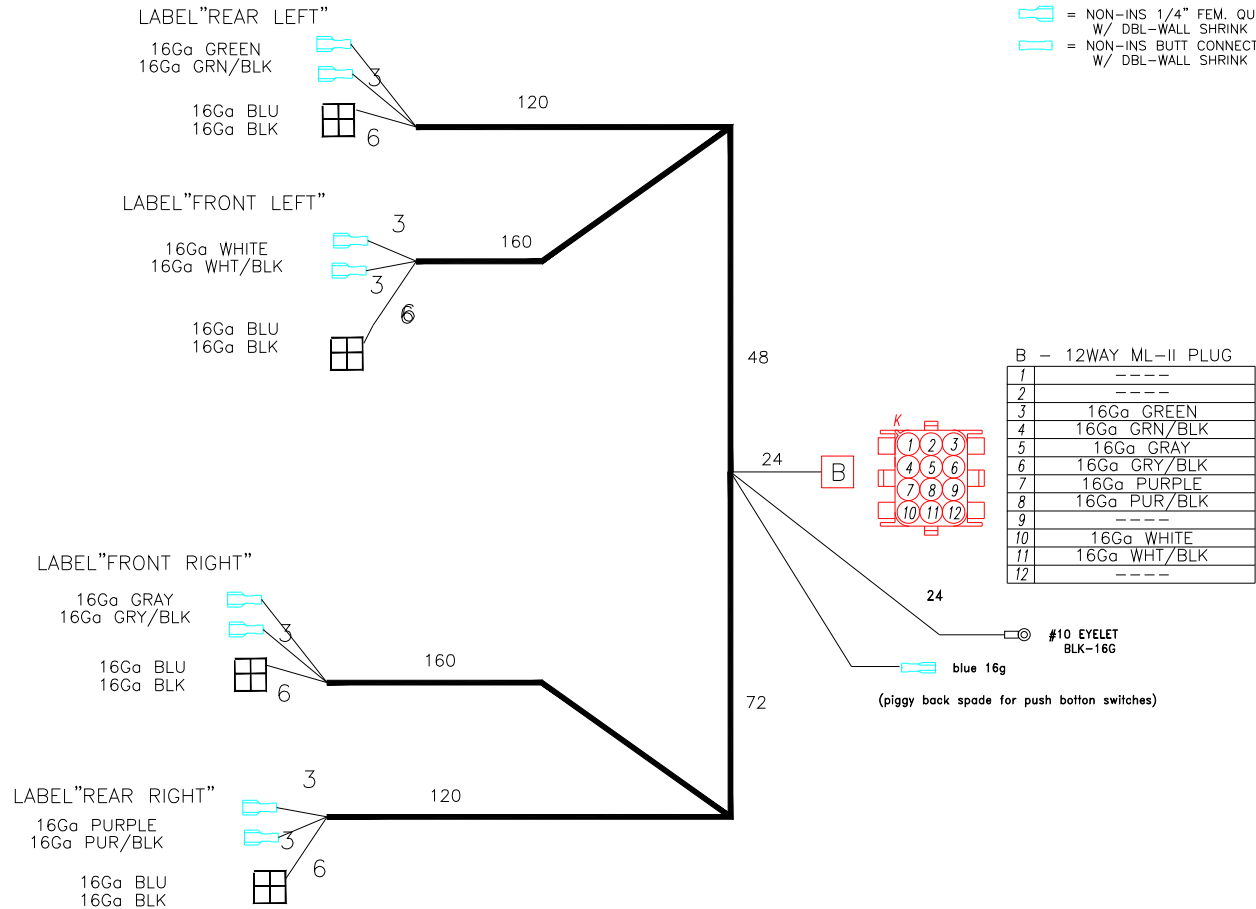 LABEL"REAR LEFT"
16Ga GREEN
16Ga GRN/BLK
3
16Ga BLU
16Ga BLK
6
120
= NON-INS 1/4" FEM. QU
W/ DBL-WALL SHRINK
= NON-INS BUTT CONNECT
W/ DBL-WALL SHRINK
LABEL"FRONT LEFT"
3
16Ga WHITE
16Ga WHT/BLK
3
160
6
16Ga BLU
16Ga BLK
48
24
B
K
1 2 3
4 5 6
7 8 9
10 11 12
B - 12WAY ML-II PLUG
1 ----
2 ----
3 16Ga GREEN
4 16Ga GRN/BLK
5 16Ga GRAY
6 16Ga GRY/BLK
7 16Ga PURPLE
8 16Ga PUR/BLK
9 ----
10 16Ga WHITE
11 16Ga WHT/BLK
12 ----
24
#10 EYELET
BLK-16G
blue 16g
(piggy back spade for push botton switches)
LABEL"FRONT RIGHT"
16Ga GRAY
16Ga GRY/BLK
3
16Ga BLU
16Ga BLK
6
160
72
LABEL"REAR RIGHT"
3
16Ga PURPLE
16Ga PUR/BLK
3
120
6
16Ga BLU
16Ga BLK